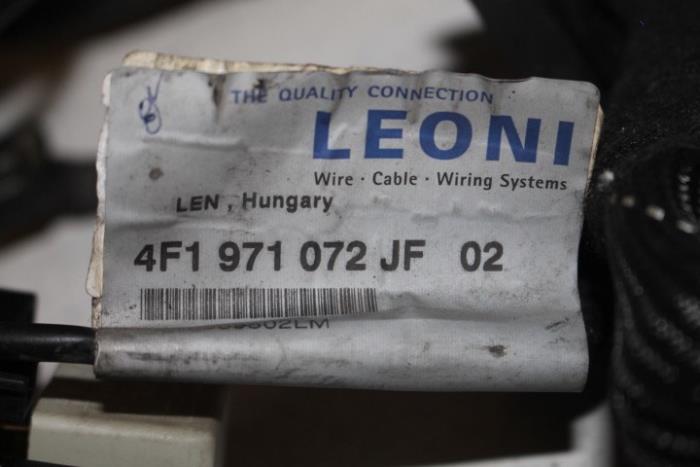 THE QUALITY CONNECTION
LEONI
Wire · Cable · Wiring Systems
LEN , Hungary
4F1 971 072 JF 02